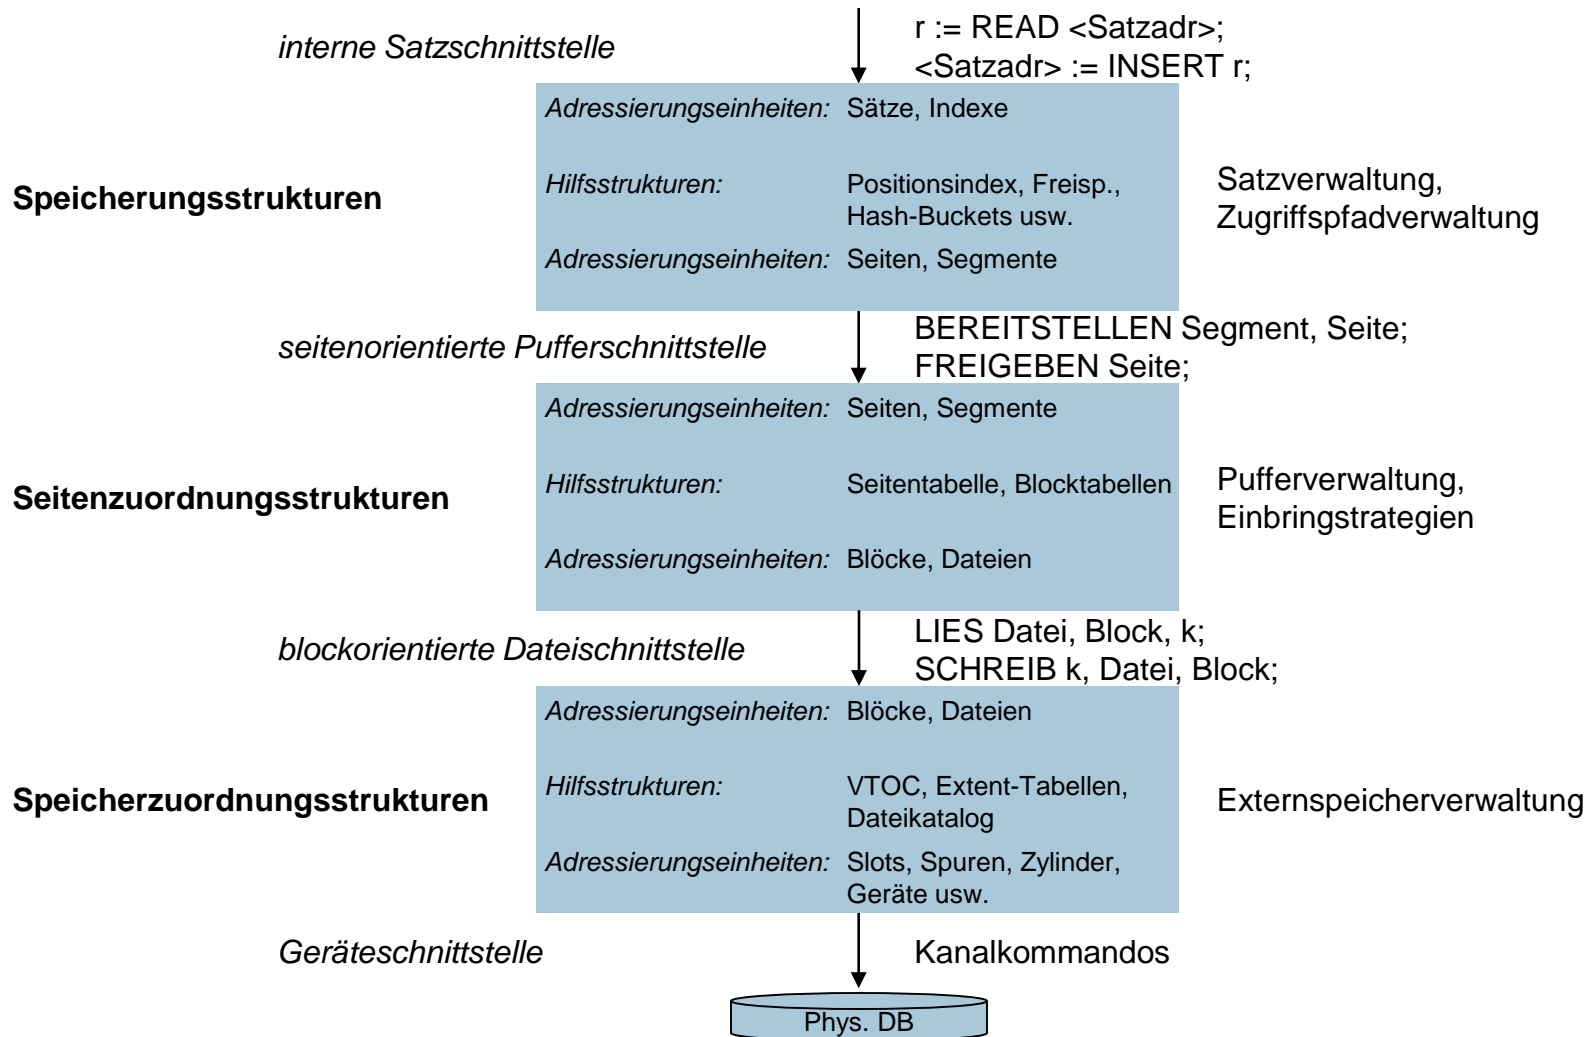 interne Satzschnittstelle
r := READ <Satzadr>;
<Satzadr> := INSERT r;
Adressierungseinheiten: Sätze, Indexe
Speicherungsstrukturen
Hilfsstrukturen: Positionsindex, Freisp.,
Hash-Buckets usw.
Adressierungseinheiten: Seiten, Segmente
Satzverwaltung,
Zugriffspfadverwaltung
seitenorientierte Pufferschnittstelle
BEREITSTELLEN Segment, Seite;
FREIGEBEN Seite;
Adressierungseinheiten: Seiten, Segmente
Seitenzuordnungsstrukturen
Hilfsstrukturen: Seitentabelle, Blocktabellen
Adressierungseinheiten: Blöcke, Dateien
Pufferverwaltung,
Einbringstrategien
blockorientierte Dateischnittstelle
LIES Datei, Block, k;
SCHREIB k, Datei, Block;
Adressierungseinheiten: Blöcke, Dateien
Speicherzuordnungsstrukturen
Hilfsstrukturen: VTOC, Extent-Tabellen,
Dateikatalog
Adressierungseinheiten: Slots, Spuren, Zylinder,
Geräte usw.
Externspeicherverwaltung
Geräteschnittstelle
Kanalkommandos
Phys. DB